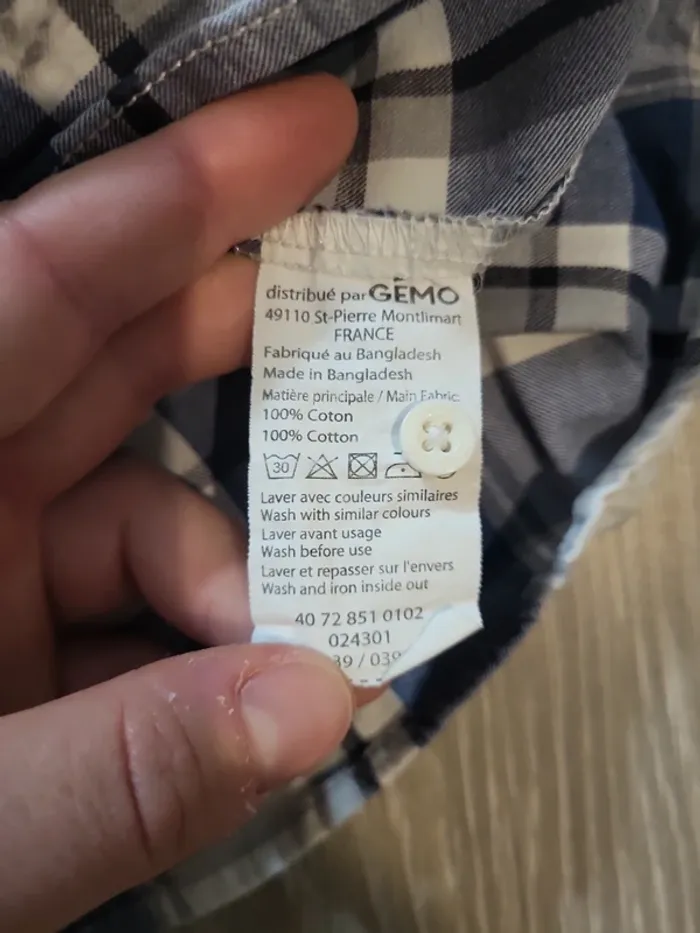 distribué par GÉMO
49110 St-Pierre Montlimart
FRANCE
Fabriqué au Bangladesh
Made in Bangladesh
Matière principale / Main Fabric
100% Coton
100% Cotton
30
Laver avec couleurs similaires
Wash with similar colours
Laver avant usage
Wash before use
Laver et repasser sur l'envers
Wash and iron inside out
40 72 851 0102
024301
39 / 039